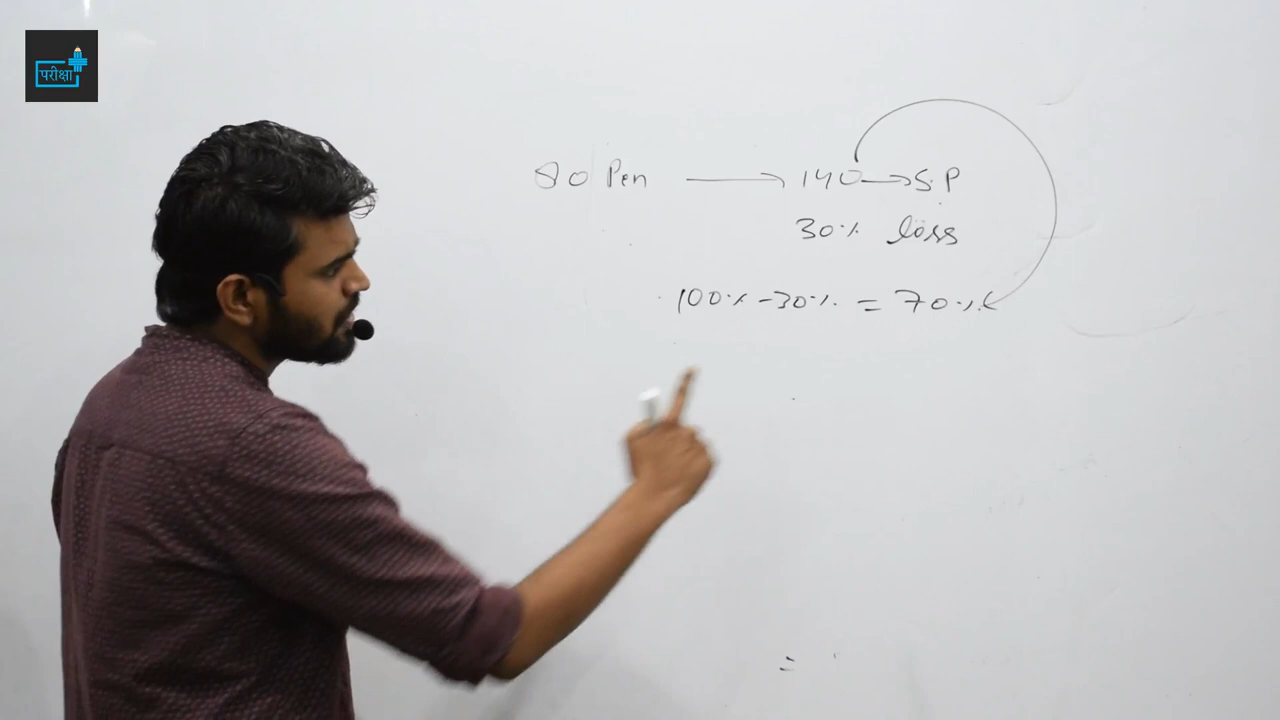 परीक्षा
80 Pen → 140 → S.P
30% loss
100% - 30% = 70%
=